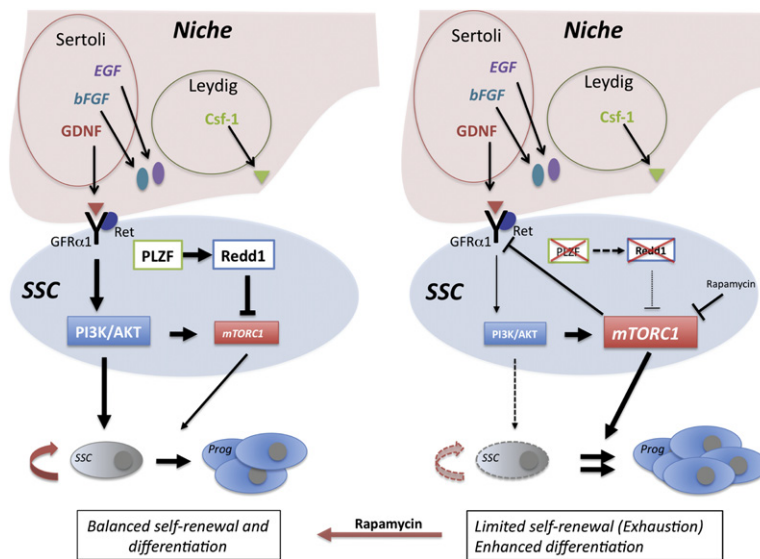 Niche
Sertoli
EGF
bFGF
GDNF
Leydig
Csf-1
GFRα1
Ret
PLZF
Redd1
SSC
PI3K/AKT
mTORC1
SSC
Prog
Balanced self-renewal and
differentiation
Niche
Sertoli
EGF
bFGF
GDNF
Leydig
Csf-1
GFRα1
Ret
PLZF
Redd1
SSC
Rapamycin
PI3K/AKT
mTORC1
SSC
Prog
Rapamycin
Limited self-renewal (Exhaustion)
Enhanced differentiation